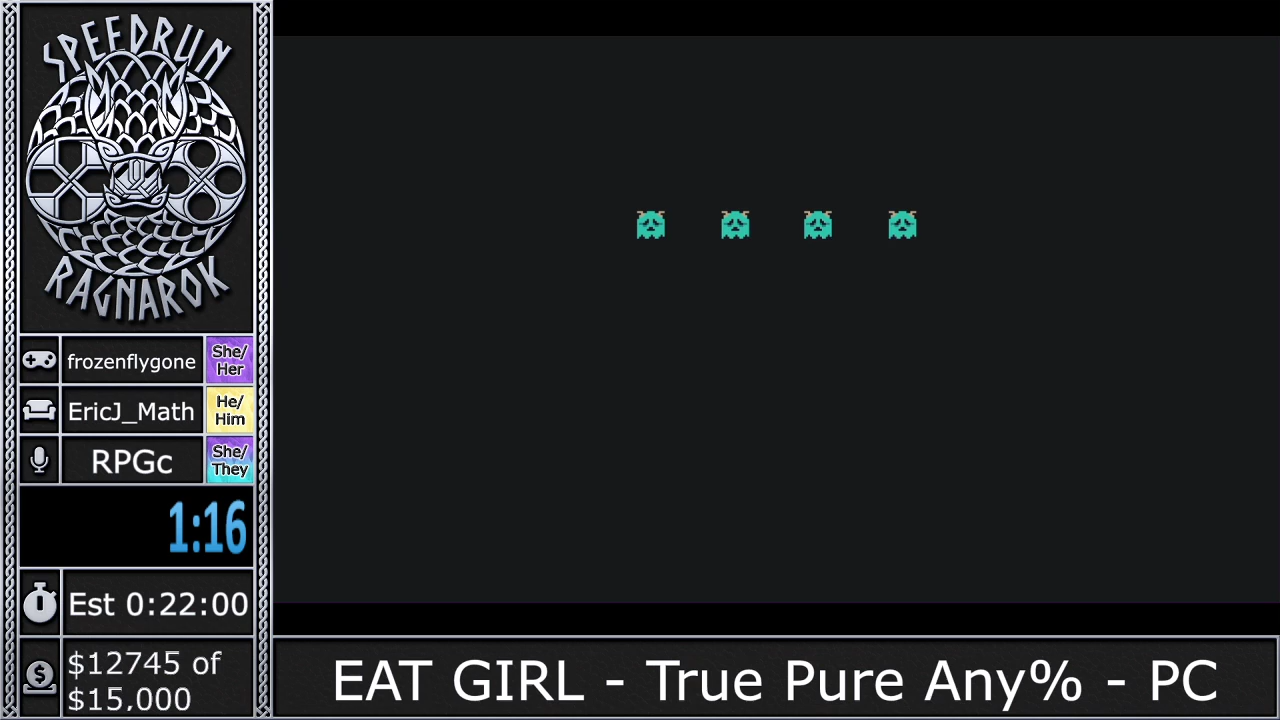 SPEEDRUN
RAGNAROK
frozenflygone
She/
Her
EricJ_Math
He/
Him
RPGc
She/
They
1:16
Est 0:22:00
$12745 of
$15,000
EAT GIRL - True Pure Any% - PC